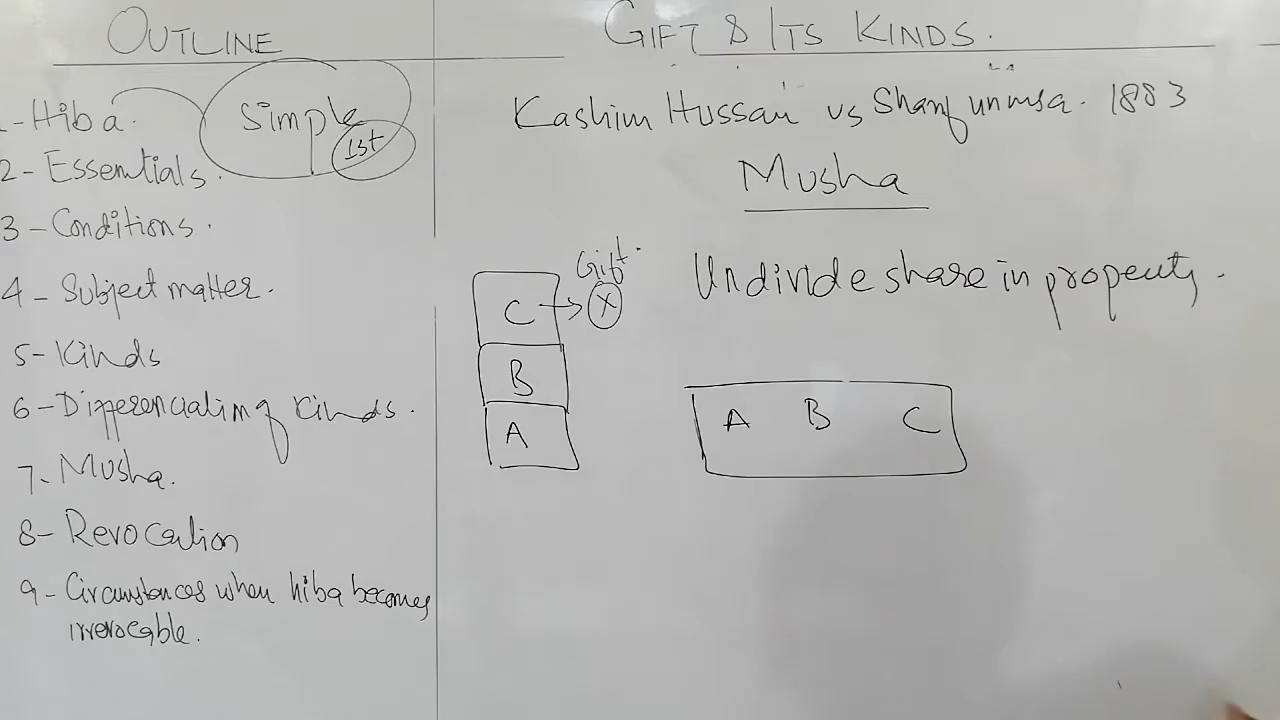 OUTLINE
1-Hiba.
Simple
1st
2-Essentials.
3-Conditions.
4-Subject matter.
5-Kinds
6-Differenciating kinds.
7-Musha.
8-Revocation
9-Circumstances when hiba becomes
irrevocable.
GIFT & ITS KINDS.
Kashim Hussain vs Sharifunnisa. 1883
Musha
Undivide share in property.
Gift.
C → X
B
A
A B C